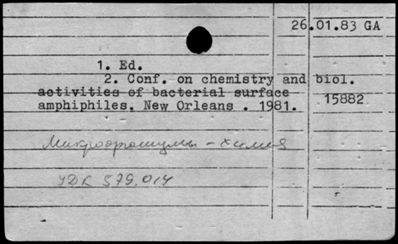 26.01.83 GA
1. Ed.
2. Conf. on chemistry and biol.
activities of bacterial surface
amphiphiles. New Orleans . 1981.
15882
Микроорганизмы - химия
УДК 579.014